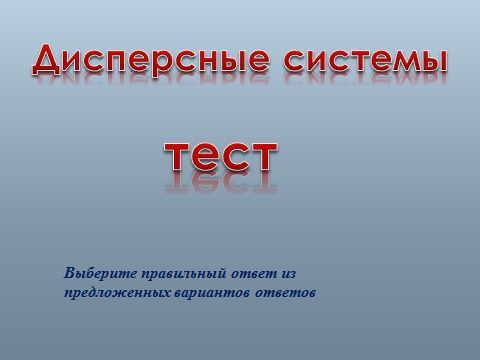 Дисперсные системы
тест
Выберите правильный ответ из
предложенных вариантов ответов